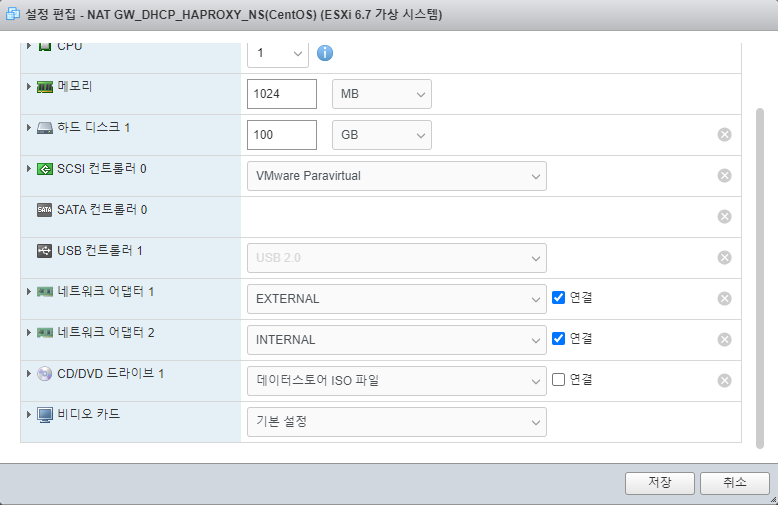 설정 편집 - NAT GW_DHCP_HAPROXY_NS(CentOS) (ESXi 6.7 가상 시스템)
CPU 1
메모리 1024 MB
하드 디스크 1 100 GB
SCSI 컨트롤러 0 VMware Paravirtual
SATA SATA 컨트롤러 0
USB 컨트롤러 1 USB 2.0
네트워크 어댑터 1 EXTERNAL 연결
네트워크 어댑터 2 INTERNAL 연결
CD/DVD 드라이브 1 데이터스토어 ISO 파일 연결
비디오 카드 기본 설정
저장 취소